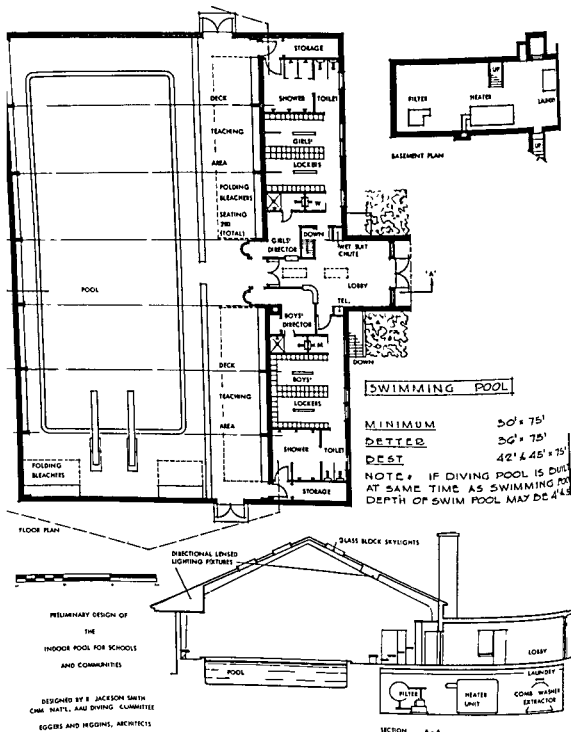 STORAGE
SHOWER
TOILET
GIRLS'
LOCKERS
DECK
TEACHING
AREA
FOLDING
BLEACHERS
SEATING
(TOTAL)
W
GIRLS'
DIRECTOR
DOWN
WET SUIT
CHUTE
LOBBY
TEL.
'A'
POOL
BOYS'
DIRECTOR
M
DOWN
BOYS'
LOCKERS
DECK
TEACHING
AREA
SHOWER
TOILET
STORAGE
FOLDING
BLEACHERS
FLOOR PLAN
UP
FILTER
HEATER
UP
BASEMENT PLAN
SWIMMING POOL
MINIMUM 30' x 75'
BETTER 36' x 75'
BEST 42' & 45' x 75'
NOTE: IF DIVING POOL IS BUILT
AT SAME TIME AS SWIMMING POOL
DEPTH OF SWIM POOL MAY BE
DIRECTIONAL LENSED
LIGHTING FIXTURES
GLASS BLOCK SKYLIGHTS
POOL
LOBBY
LAUNDRY
FILTER
HEATER
UNIT
COMB WASHER
EXTRACTOR
SECTION A-A
PRELIMINARY DESIGN OF
THE
INDOOR POOL FOR SCHOOLS
AND COMMUNITIES
DESIGNED BY R JACKSON SMITH
CHM NAT'L. AAU DIVING COMMITTEE
EGGERS AND HIGGINS, ARCHITECTS